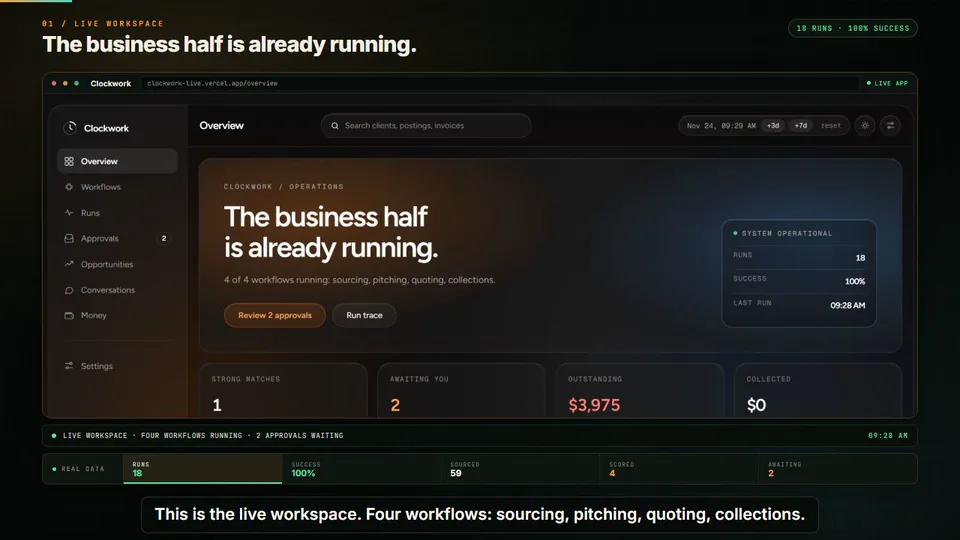 01 / LIVE WORKSPACE
The business half is already running.
18 RUNS · 100% SUCCESS
Clockwork
clockwork-live.vercel.app/overview
LIVE APP
Clockwork
Overview
Search clients, postings, invoices
Nov 24, 09:29 AM +3d +7d reset
Overview
Workflows
Runs
Approvals 2
Opportunities
Conversations
Money
Settings
CLOCKWORK / OPERATIONS
The business half
is already running.
4 of 4 workflows running: sourcing, pitching, quoting, collections.
Review 2 approvals
Run trace
SYSTEM OPERATIONAL
RUNS 18
SUCCESS 100%
LAST RUN 09:28 AM
STRONG MATCHES
1
AWAITING YOU
2
OUTSTANDING
$3,975
COLLECTED
$0
LIVE WORKSPACE · FOUR WORKFLOWS RUNNING · 2 APPROVALS WAITING
09:28 AM
REAL DATA
RUNS
18
SUCCESS
100%
SOURCED
59
SCORED
4
AWAITING
2
This is the live workspace. Four workflows: sourcing, pitching, quoting, collections.